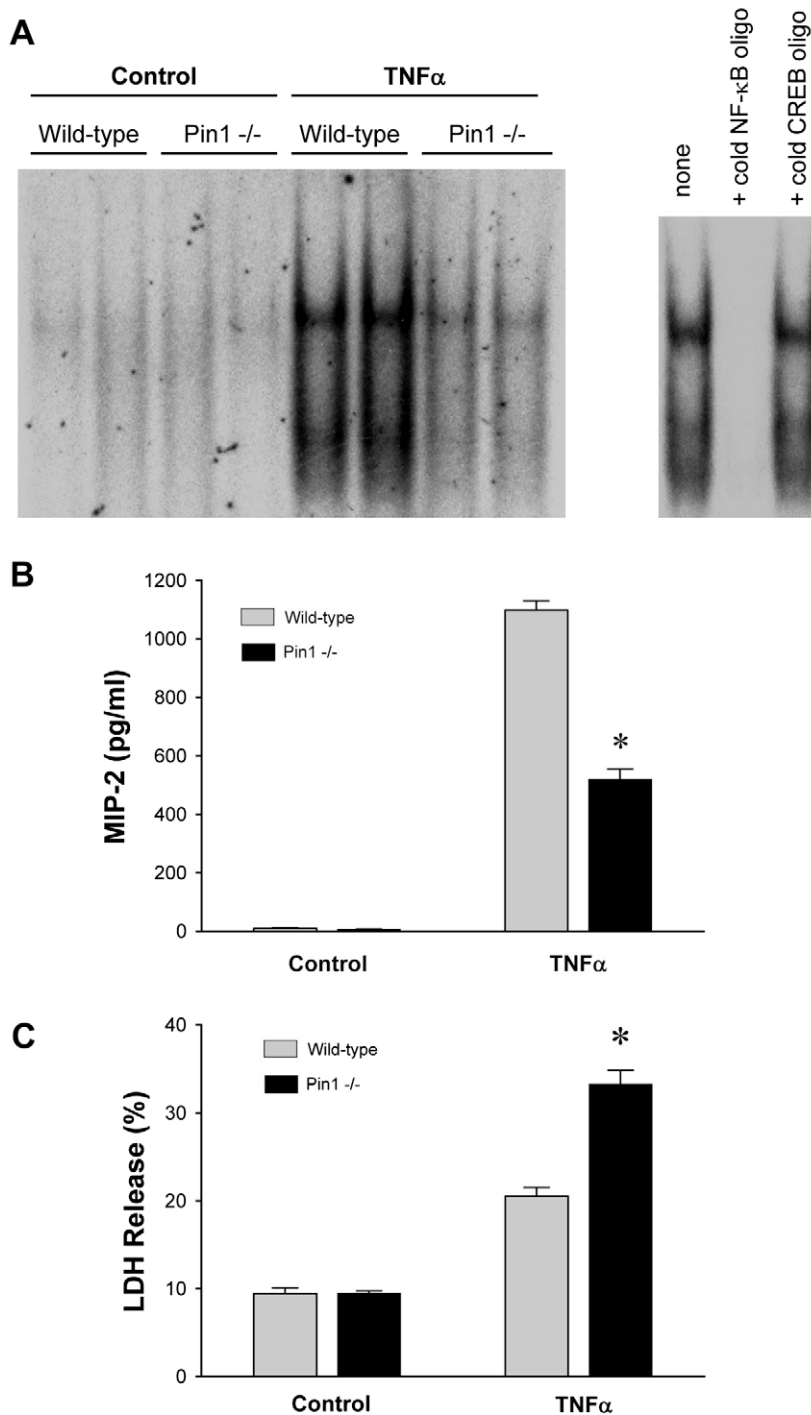 A
Control TNFα
Wild-type Pin1 -/- Wild-type Pin1 -/-
none
+ cold NF-κB oligo
+ cold CREB oligo
B
MIP-2 (pg/ml)
1200
1000
800
600
400
200
0
Wild-type
Pin1 -/-
*
Control TNFα
C
LDH Release (%)
40
30
20
10
0
Wild-type
Pin1 -/-
*
Control TNFα